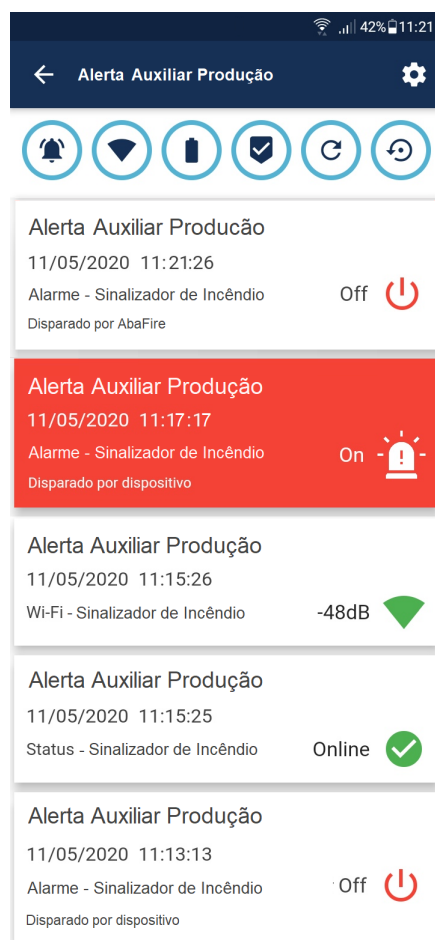 42% 11:21
Alerta Auxiliar Produção
Alerta Auxiliar Producão
11/05/2020 11:21:26
Alarme - Sinalizador de Incêndio
Off
Disparado por AbaFire
Alerta Auxiliar Produção
11/05/2020 11:17:17
Alarme - Sinalizador de Incêndio
On
Disparado por dispositivo
Alerta Auxiliar Produção
11/05/2020 11:15:26
Wi-Fi - Sinalizador de Incêndio
-48dB
Alerta Auxiliar Produção
11/05/2020 11:15:25
Status - Sinalizador de Incêndio
Online
Alerta Auxiliar Produção
11/05/2020 11:13:13
Alarme - Sinalizador de Incêndio
Off
Disparado por dispositivo